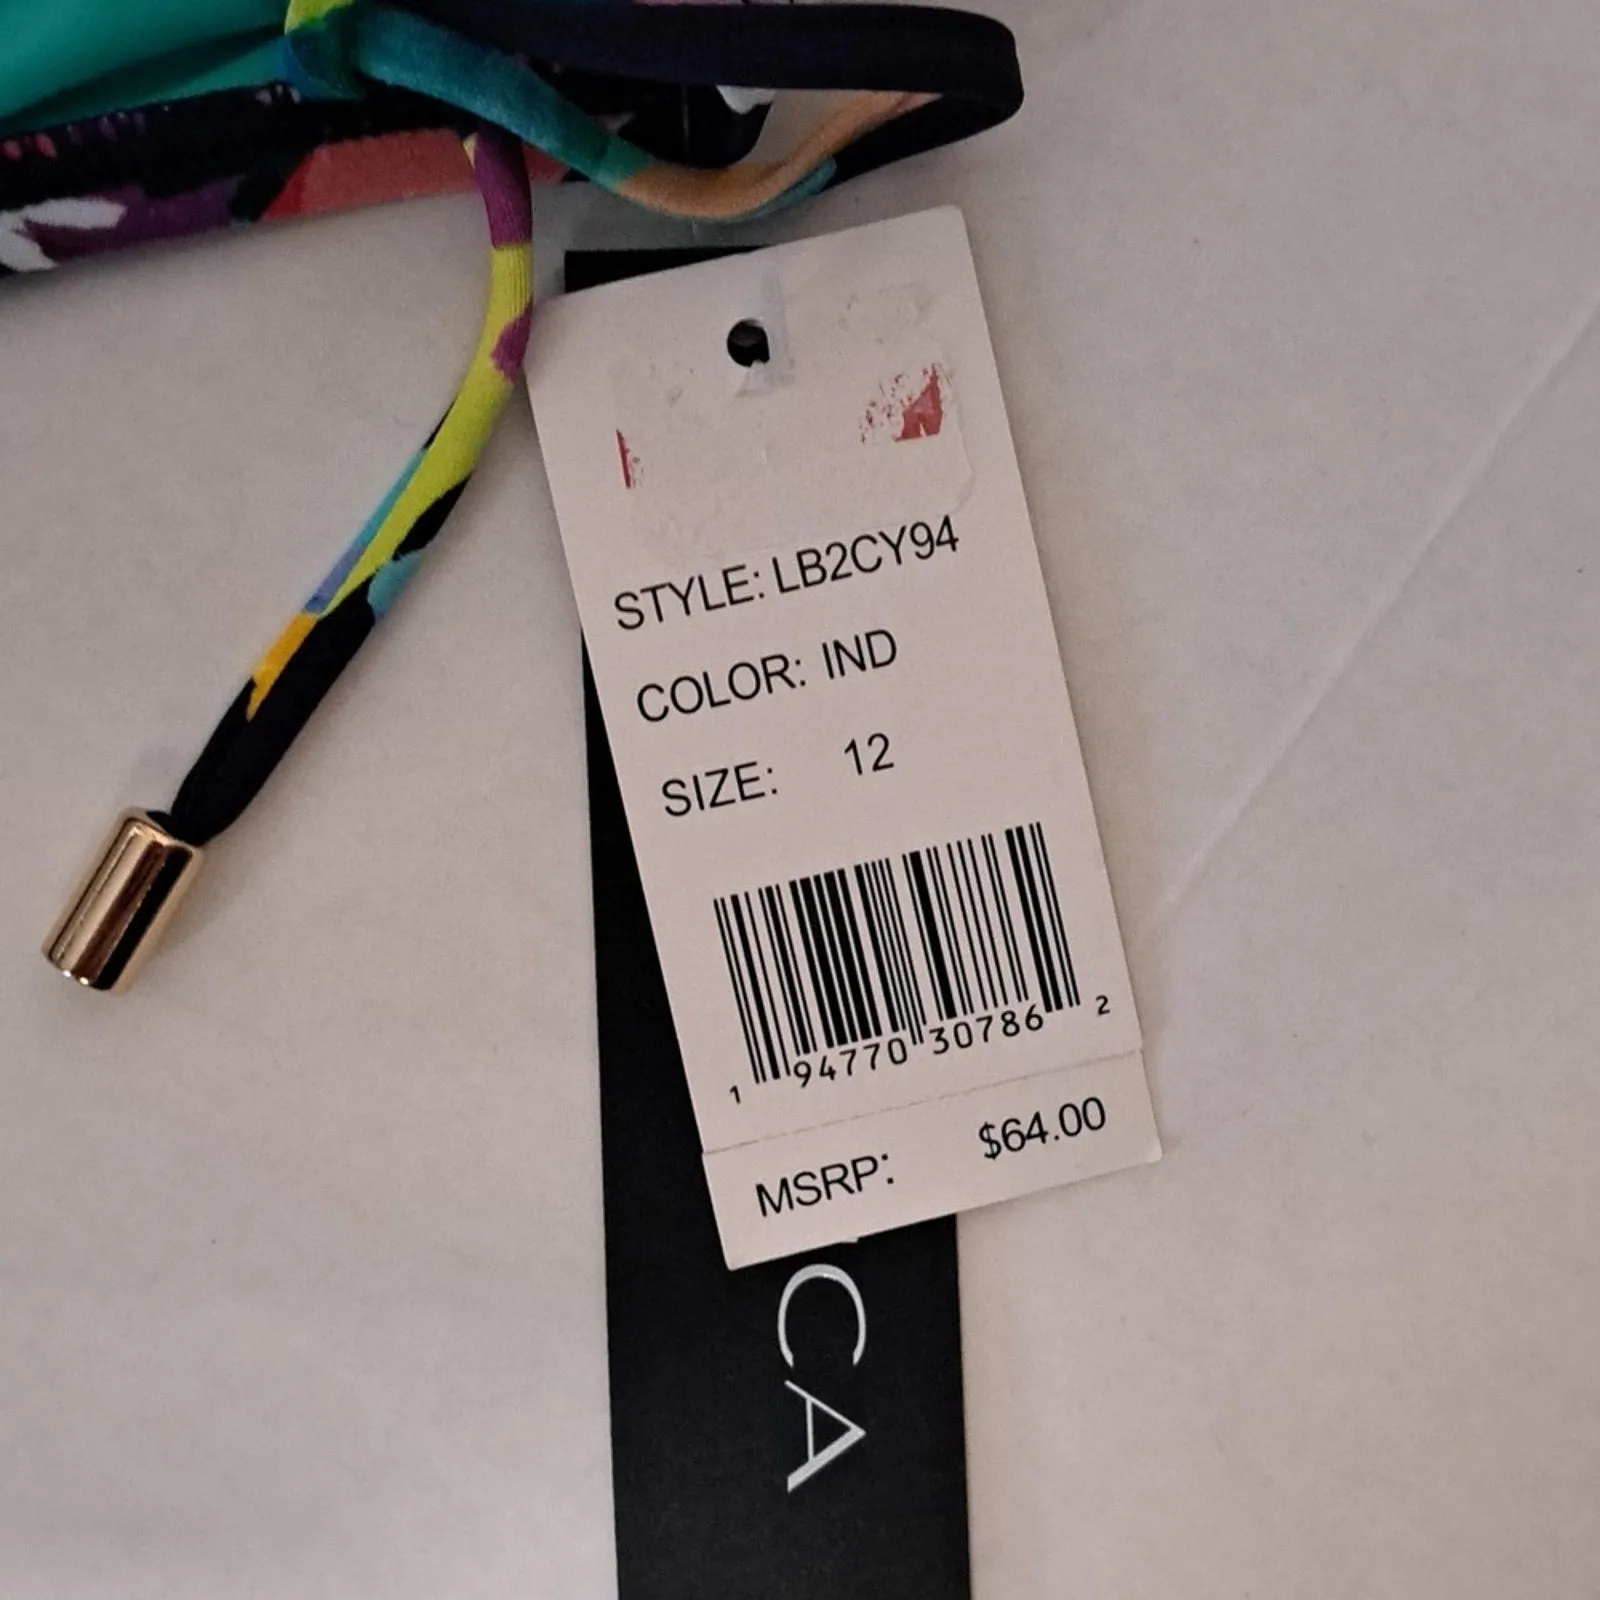 STYLE: LB2CY94
COLOR: IND
SIZE: 12
1 94770 30786 2
MSRP: $64.00
CA